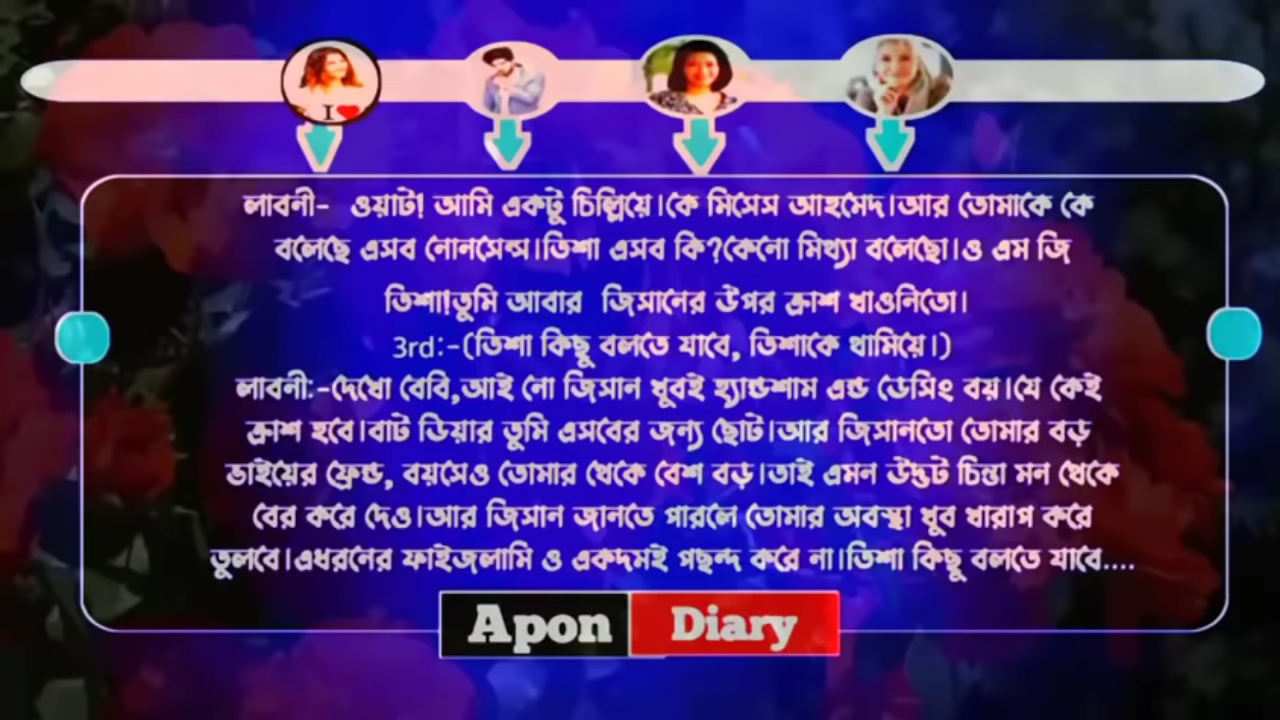 I
লাবনী- ওয়াট! আমি একটু চিল্লিয়ে।কে মিসেস আহমেদ।আর তোমাকে কে
বলেছে এসব নোনসেন্স।তিশা এসব কি?কেনো মিথ্যা বলেছো।ও এম জি
তিশা!তুমি আবার জিসানের উপর ক্রাশ খাওনিতো।
3rd:-(তিশা কিছু বলতে যাবে, তিশাকে থামিয়ে।)
লাবনী:-দেখো বেবি,আই নো জিসান খুবই হ্যান্ডশাম এন্ড ডেসিং বয়।যে কেই
ক্রাশ হবে।বাট ডিয়ার তুমি এসবের জন্য ছোট।আর জিসানতো তোমার বড়
ভাইয়ের ফ্রেন্ড, বয়সেও তোমার থেকে বেশ বড়।তাই এমন উদ্ভট চিন্তা মন থেকে
বের করে দেও।আর জিসান জানতে পারলে তোমার অবস্থা খুব খারাপ করে
তুলবে।এধরনের ফাইজলামি ও একদমই পছন্দ করে না।তিশা কিছু বলতে যাবে....
Apon Diary